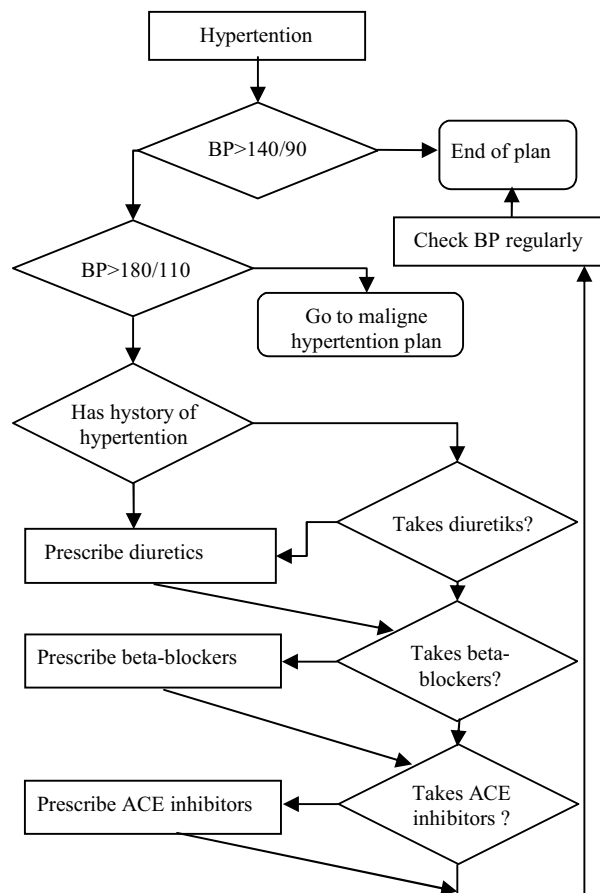 Hypertention
BP>140/90
End of plan
Check BP regularly
BP>180/110
Go to maligne
hypertention plan
Has hystory of
hypertention
Takes diuretiks?
Prescribe diuretics
Takes beta-
blockers?
Prescribe beta-blockers
Takes ACE
inhibitors ?
Prescribe ACE inhibitors